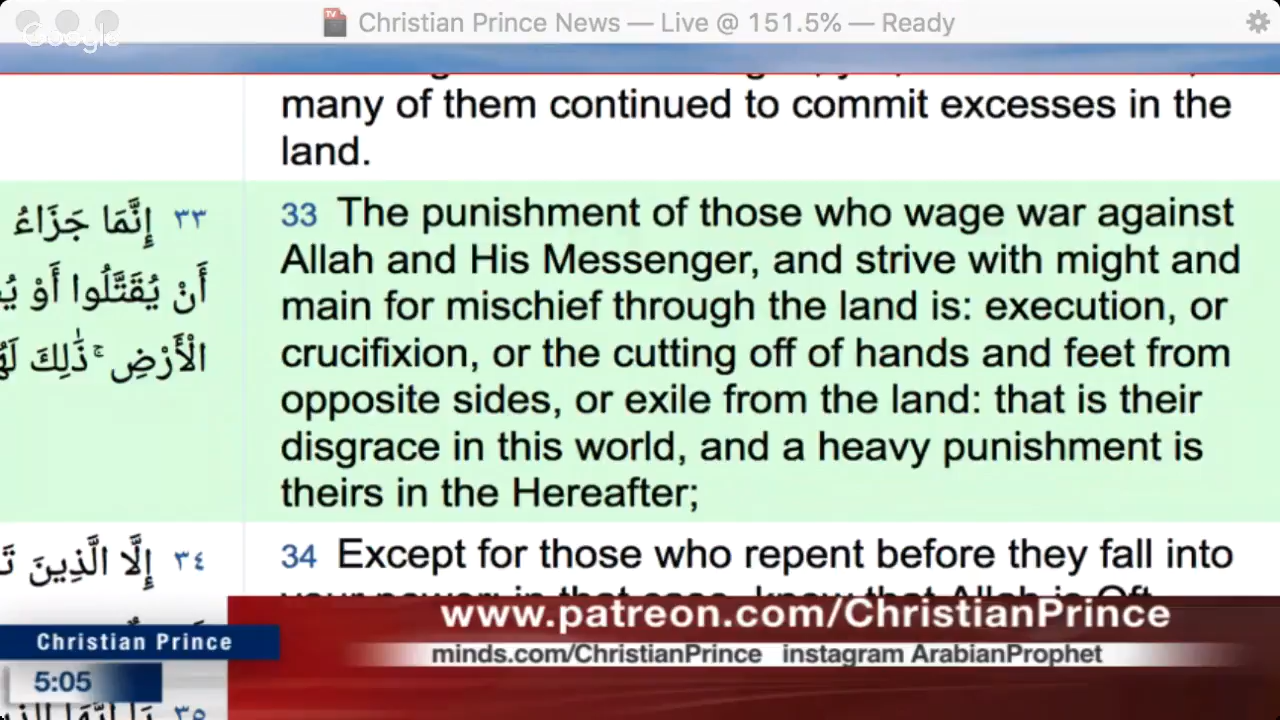 Christian Prince News — Live @ 151.5% — Ready
Google
many of them continued to commit excesses in the
land.
٣٣ إِنَّمَا جَزَاءُ
أَنْ يُقَتَّلُوا أَوْ
الْأَرْضِ ۚ ذَٰلِكَ
33 The punishment of those who wage war against
Allah and His Messenger, and strive with might and
main for mischief through the land is: execution, or
crucifixion, or the cutting off of hands and feet from
opposite sides, or exile from the land: that is their
disgrace in this world, and a heavy punishment is
theirs in the Hereafter;
٣٤ إِلَّا الَّذِينَ
34 Except for those who repent before they fall into
www.patreon.com/ChristianPrince
minds.com/ChristianPrince instagram ArabianProphet
Christian Prince
5:05
٣٥